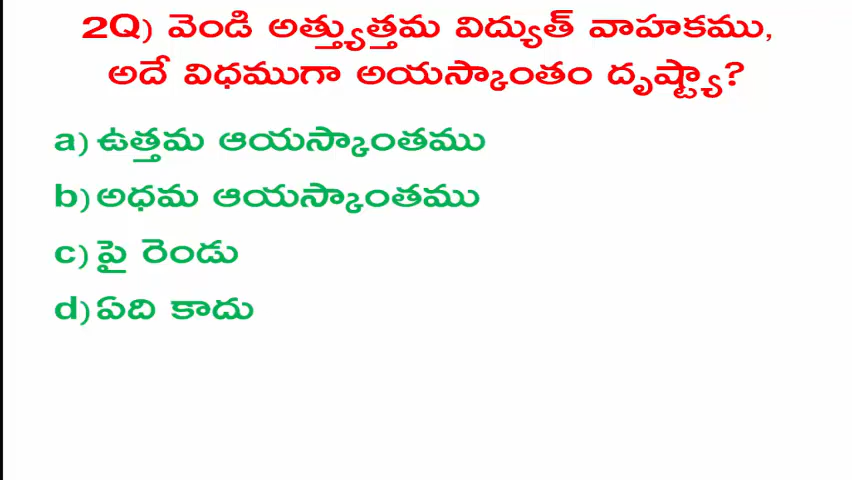 2Q) వెండి అత్త్యుత్తమ విద్యుత్ వాహకము,
అదే విధముగా అయస్కాంతం దృష్ట్యా?
a) ఉత్తమ ఆయస్కాంతము
b) అధమ ఆయస్కాంతము
c) పై రెండు
d) ఏది కాదు